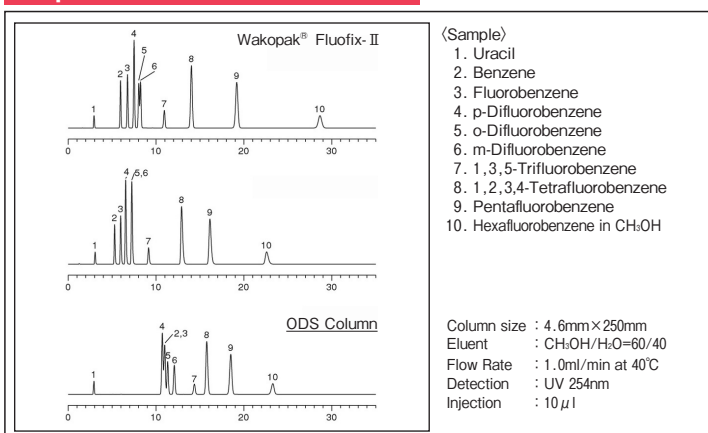 Wakopak® Fluofix-Ⅱ
4
5
6
2
3
1
7
8
9
10
0 10 20 30
4
5,6
2
3
1
7
8
9
10
0 10 20 30
ODS Column
4
2,3
5
6
1
7
8
9
10
0 10 20 30
〈Sample〉
1. Uracil
2. Benzene
3. Fluorobenzene
4. p-Difluorobenzene
5. o-Difluorobenzene
6. m-Difluorobenzene
7. 1,3,5-Trifluorobenzene
8. 1,2,3,4-Tetrafluorobenzene
9. Pentafluorobenzene
10. Hexafluorobenzene in CH₃OH
Column size : 4.6mm×250mm
Eluent : CH₃OH/H₂O=60/40
Flow Rate : 1.0ml/min at 40℃
Detection : UV 254nm
Injection : 10μl